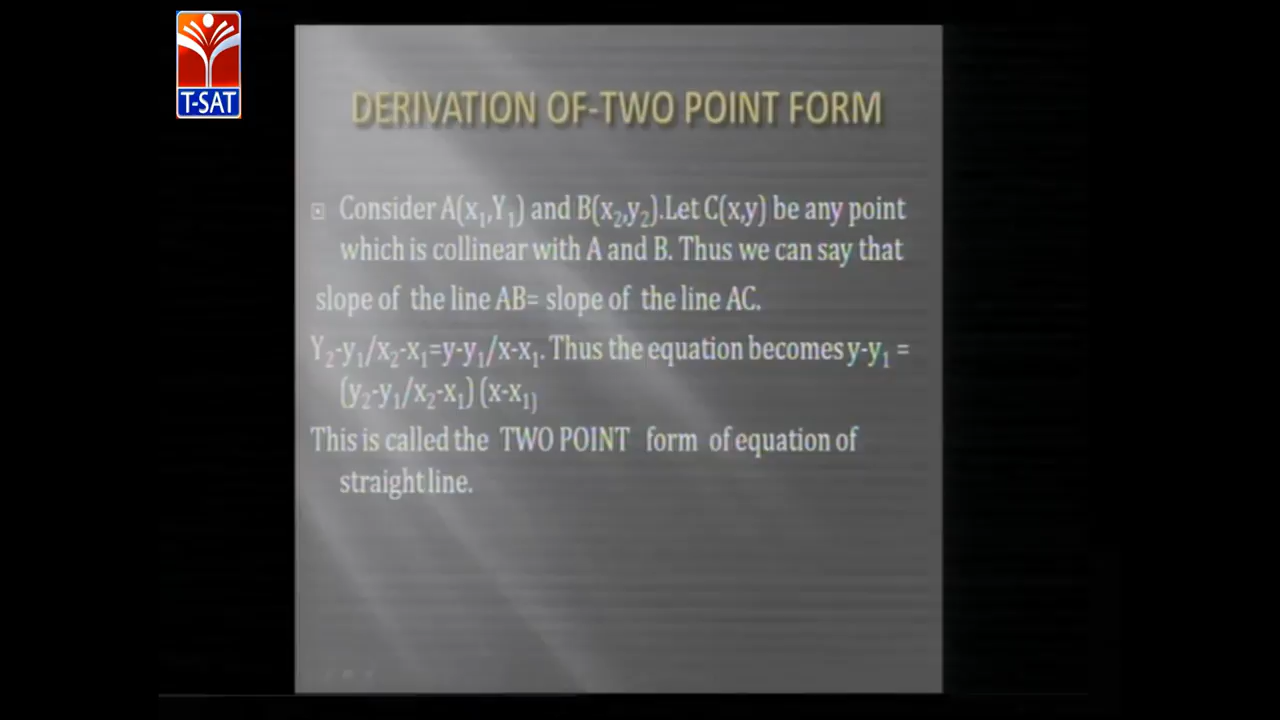 T-SAT
DERIVATION OF-TWO POINT FORM
Consider A(x₁,Y₁) and B(x₂,y₂).Let C(x,y) be any point
which is collinear with A and B. Thus we can say that
slope of the line AB= slope of the line AC.
Y₂-y₁/x₂-x₁=y-y₁/x-x₁. Thus the equation becomes y-y₁ =
(y₂-y₁/x₂-x₁) (x-x₁₎
This is called the TWO POINT form of equation of
straight line.